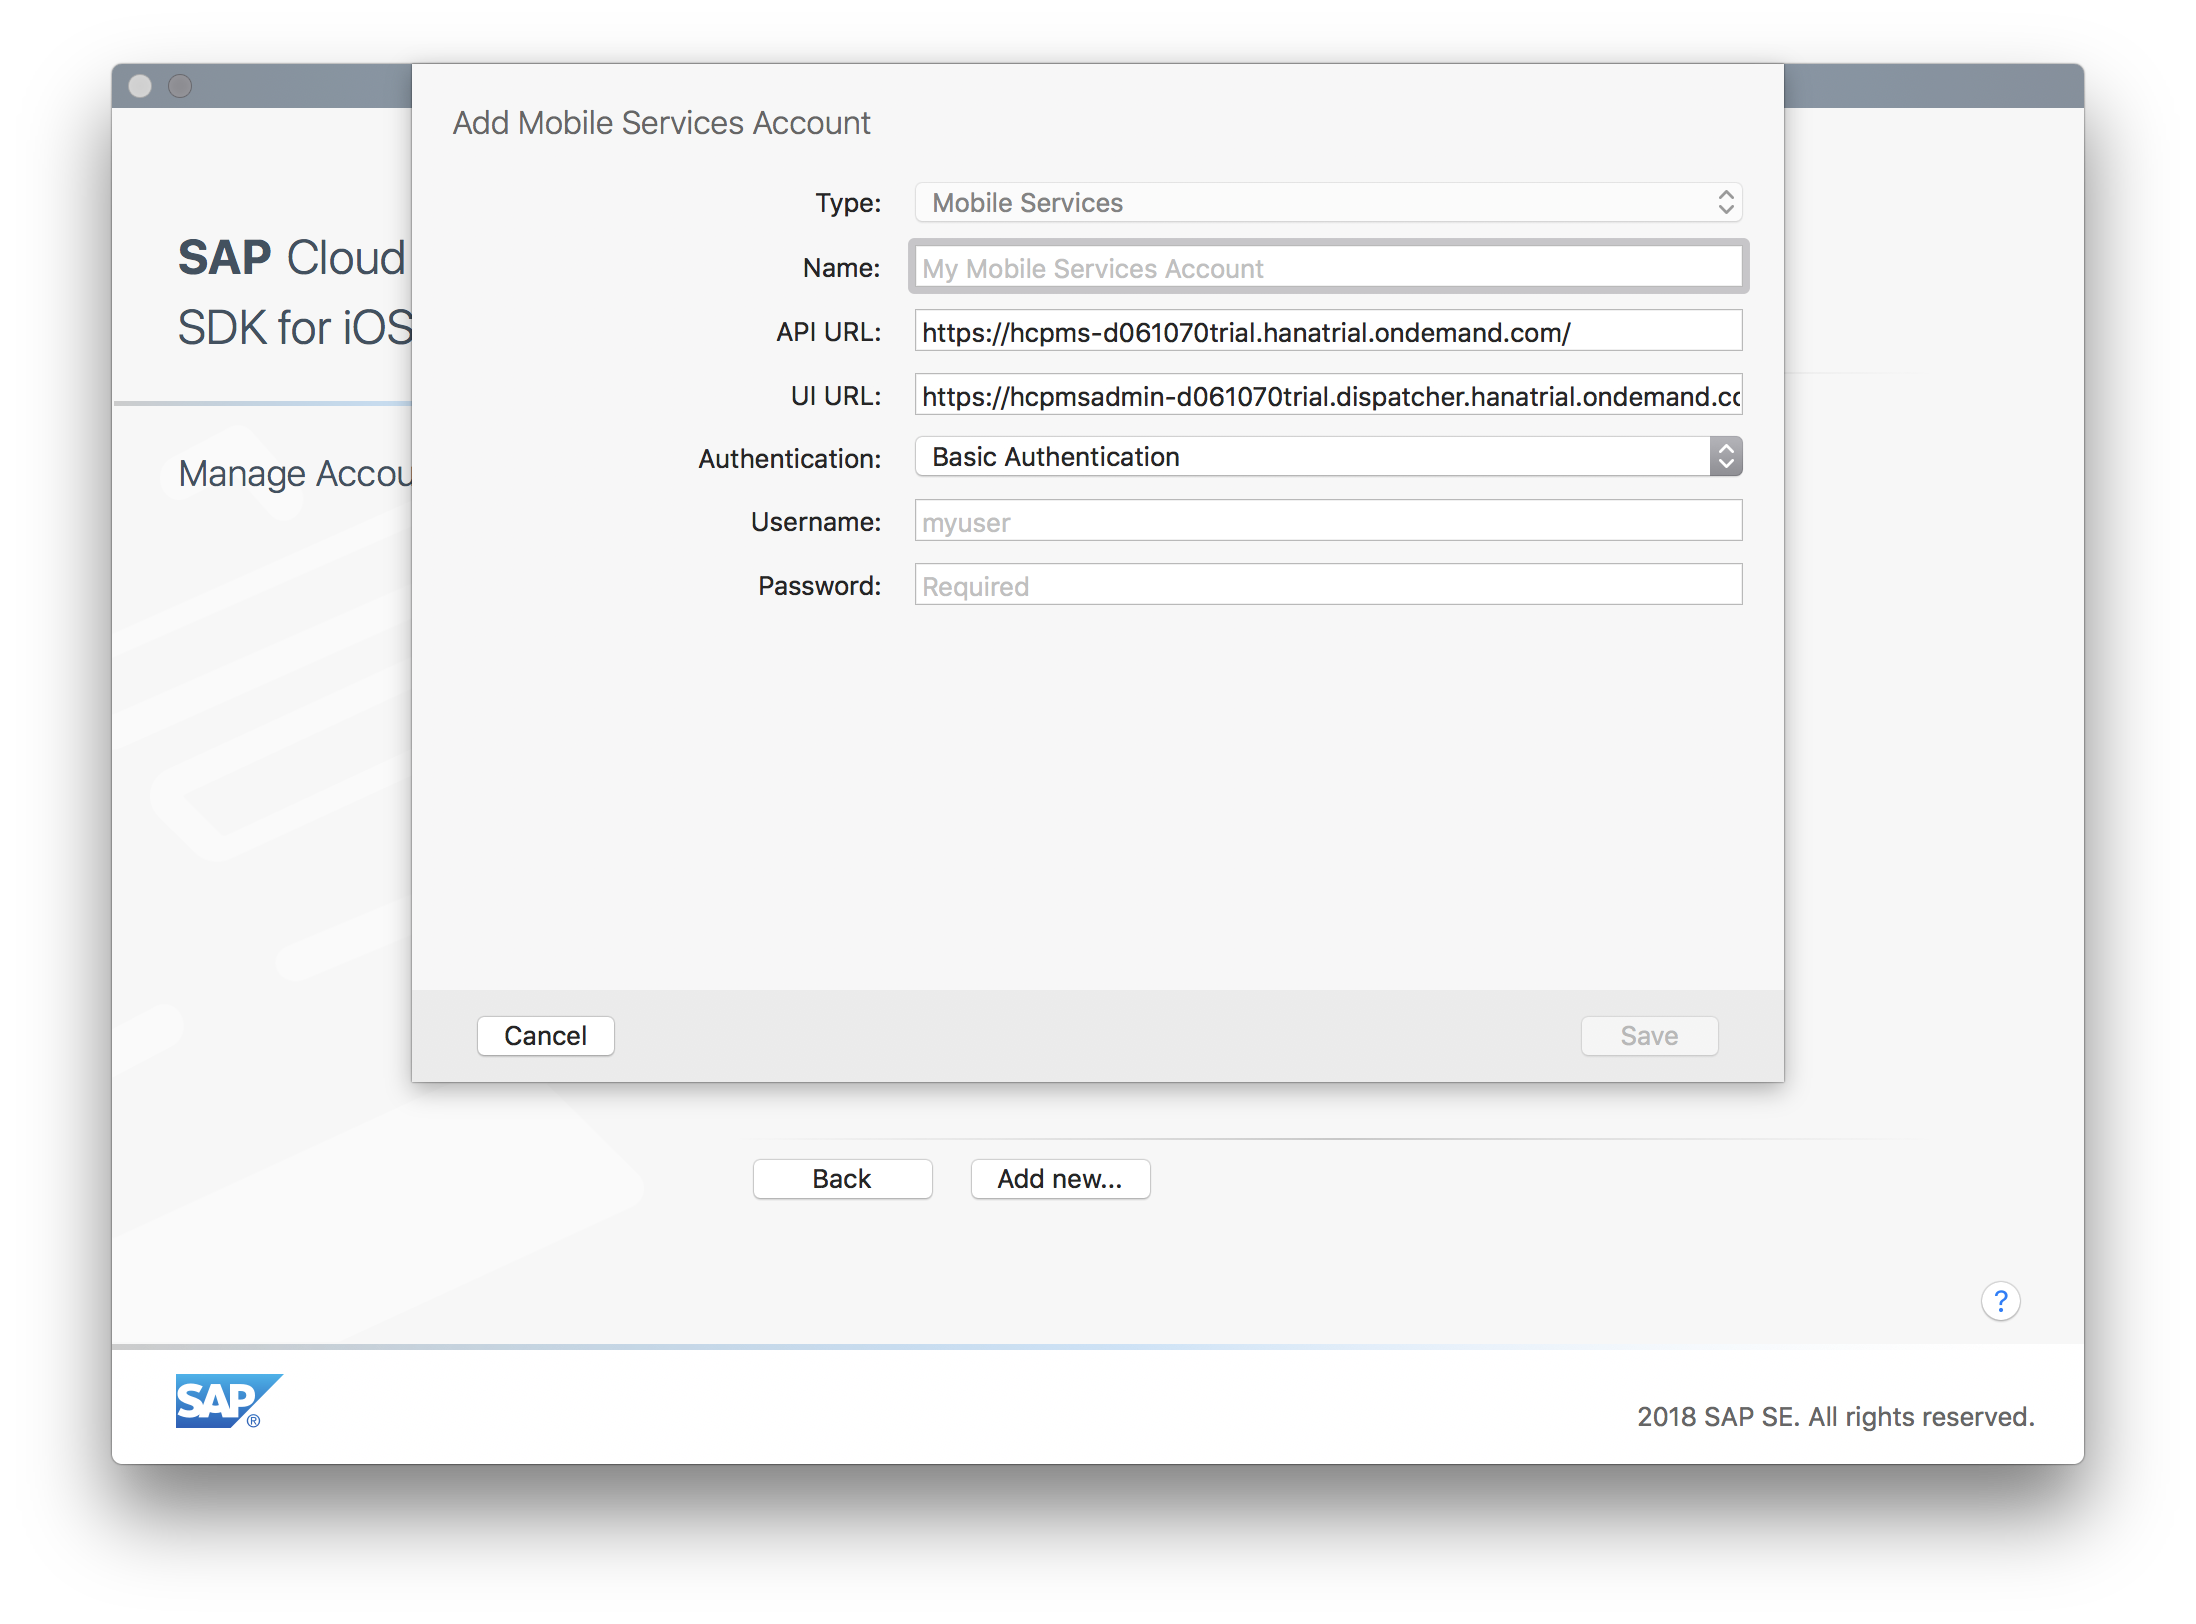 Add Mobile Services Account
Type: Mobile Services
Name: My Mobile Services Account
API URL: https://hcpms-d061070trial.hanatrial.ondemand.com/
UI URL: https://hcpmsadmin-d061070trial.dispatcher.hanatrial.ondemand.co
Authentication: Basic Authentication
Username: myuser
Password: Required
Cancel
Save
SAP Cloud
SDK for iOS
Manage Accou
Back
Add new...
?
SAP®
2018 SAP SE. All rights reserved.